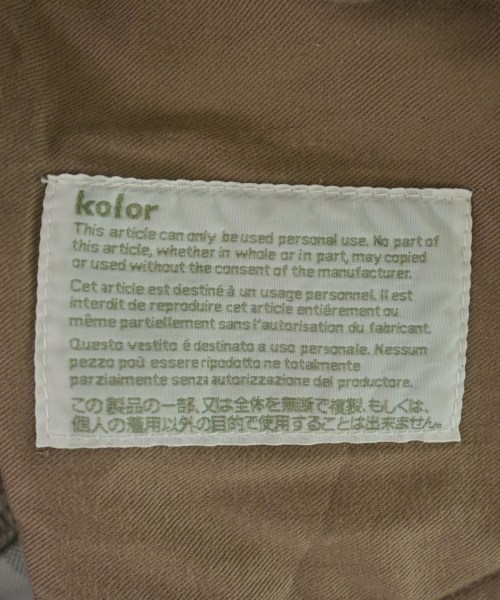 kolor
This article can only be used personal use. No part of
this article, whether in whole or in part, may copied
or used without the consent of the manufacturer.
Cet article est destiné à un usage personnel. Il est
interdit de reproduire cet article entiérement ou
même partiellement sans l'autorisation du fabricant.
Questo vestito é destinato a uso personale. Nessum
pezzo poù essere ripodotto ne totalmente
parzialmente senza autorizzazione del productore.
この製品の一部、又は全体を無断で複製、もしくは、
個人の着用以外の目的で使用することは出来ません。